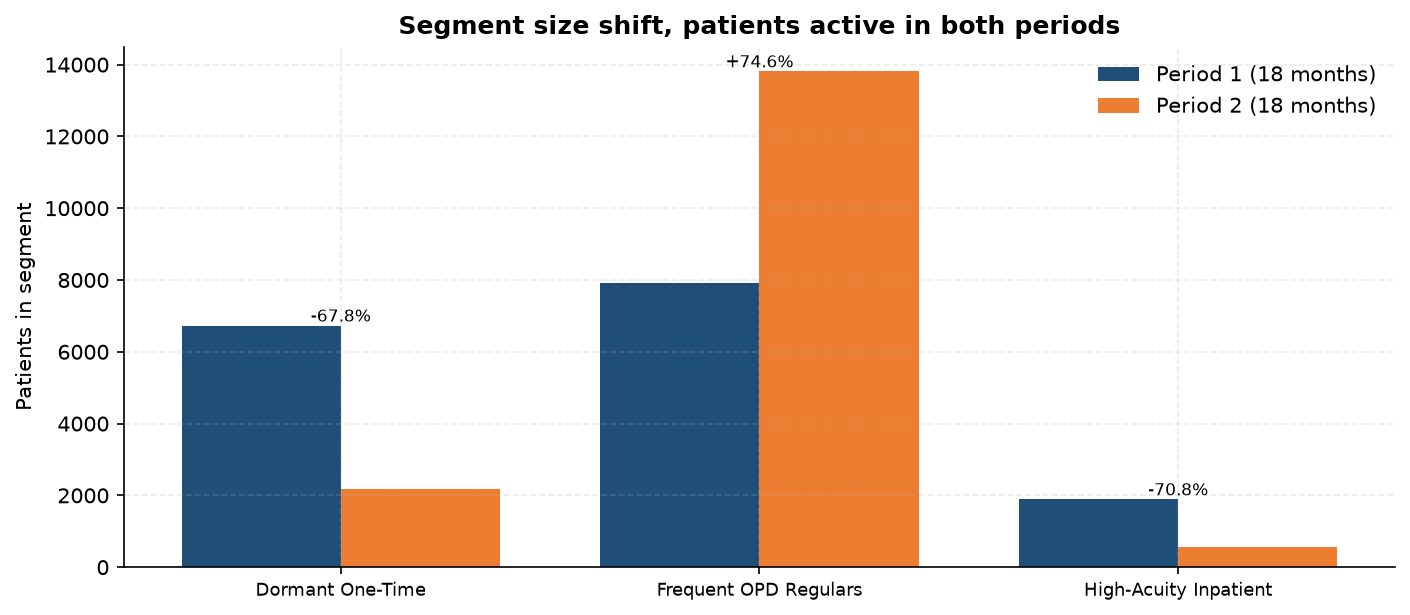 Segment size shift, patients active in both periods
Period 1 (18 months)
Period 2 (18 months)
Patients in segment
14000
12000
10000
8000
6000
4000
2000
0
-67.8%
+74.6%
-70.8%
Dormant One-Time
Frequent OPD Regulars
High-Acuity Inpatient